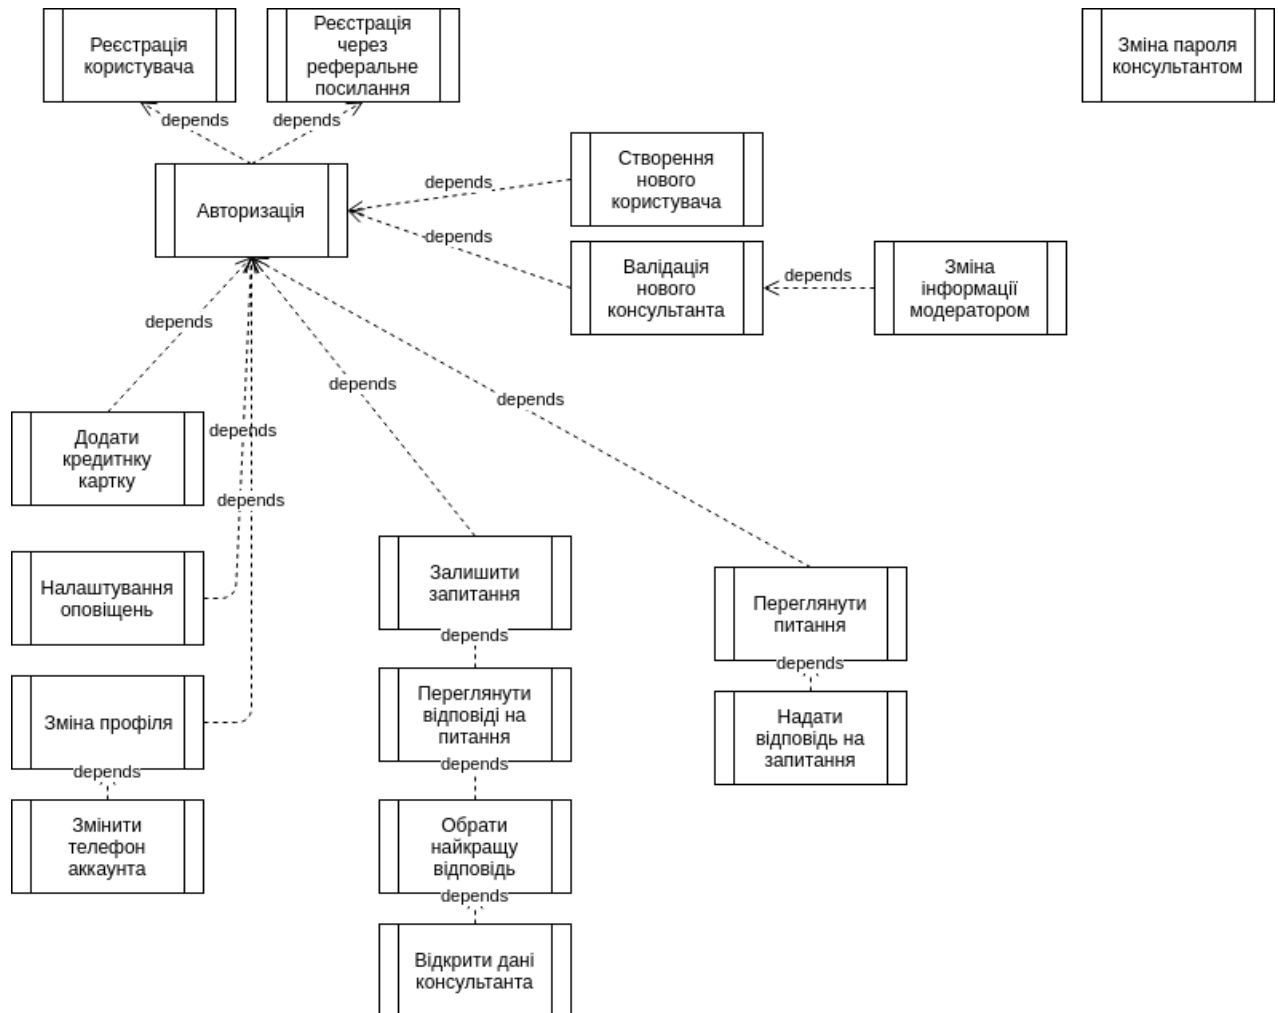 Реєстрація
користувача
Реєстрація
через
реферальне
посилання
Зміна пароля
консультантом
depends
depends
Авторизація
Створення
нового
користувача
depends
depends
Валідація
нового
консультанта
depends
Зміна
інформації
модератором
depends
depends
depends
Додати
кредитнку
картку
depends
depends
Налаштування
оповіщень
Залишити
запитання
Переглянути
питання
depends
depends
Зміна профіля
Переглянути
відповіді на
питання
Надати
відповідь на
запитання
depends
depends
Змінити
телефон
аккаунта
Обрати
найкращу
відповідь
depends
Відкрити дані
консультанта